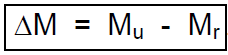 ΔM = Mu - Mr